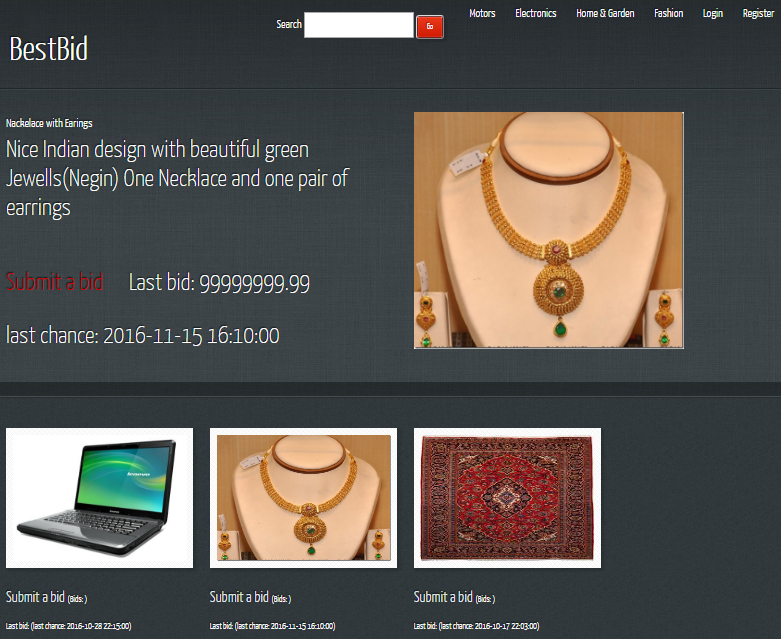 Search
Go
Motors
Electronics
Home & Garden
Fashion
Login
Register
BestBid
Nackelace with Earings
Nice Indian design with beautiful green
Jewells(Negin) One Necklace and one pair of
earrings
Submit a bid
Last bid: 99999999.99
last chance: 2016-11-15 16:10:00
lenovo
Submit a bid (Bids: )
Last bid: (last chance: 2016-10-28 22:15:00)
Submit a bid (Bids: )
Last bid: (last chance: 2016-11-15 16:10:00)
Submit a bid (Bids: )
Last bid: (last chance: 2016-10-17 22:03:00)